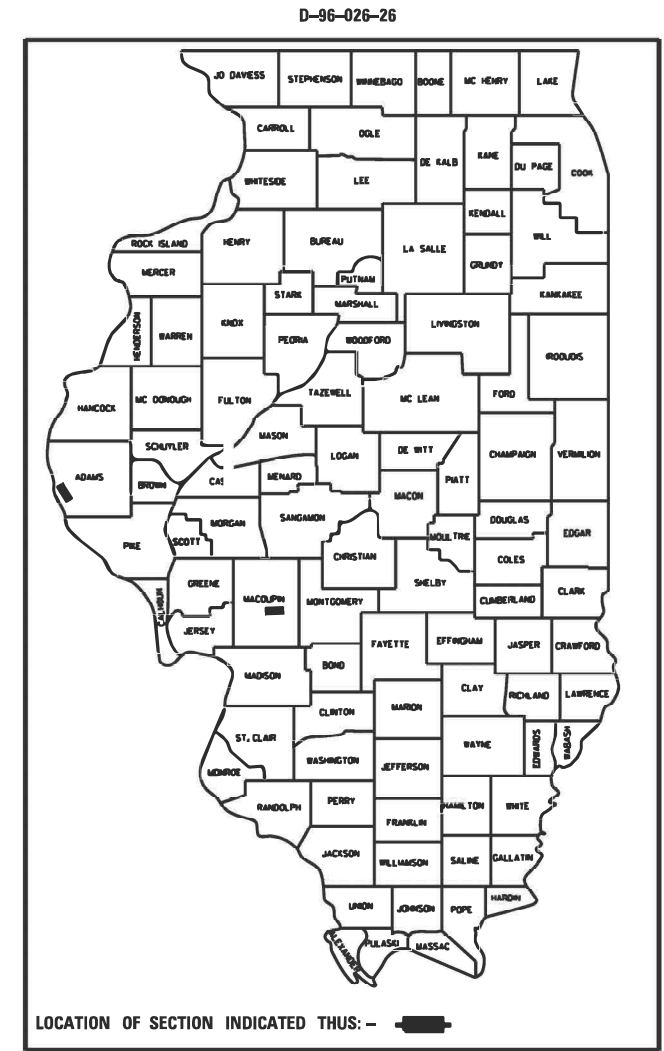 D-96-026-26
JO DAVIESS STEPHENSON WINNEBAGO BOONE MC HENRY LAKE
CARROLL OGLE
DE KALB KANE DU PAGE COOK
WHITESIDE LEE
KENDALL
ROCK ISLAND HENRY BUREAU LA SALLE WILL
MERCER PUTNAM GRUNDY
STARK MARSHALL KANKAKEE
HENDERSON WARREN KNOX PEORIA WOODFORD LIVINGSTON
IROQUOIS
HANCOCK MC DONOUGH FULTON TAZEWELL MC LEAN FORD
MASON
SCHUYLER LOGAN DE WITT CHAMPAIGN VERMILION
ADAMS BROWN CAS MENARD PIATT
MACON
MORGAN SANGAMON DOUGLAS
PIKE SCOTT MOULTRIE EDGAR
CHRISTIAN COLES
GREENE SHELBY
CALHOUN MACOUPIN MONTGOMERY CUMBERLAND CLARK
JERSEY FAYETTE EFFINGHAM JASPER CRAWFORD
MADISON BOND
CLAY RICHLAND LAWRENCE
CLINTON MARION
ST. CLAIR WAYNE EDWARDS WABASH
WASHINGTON JEFFERSON
MONROE
RANDOLPH PERRY HAMILTON WHITE
FRANKLIN
JACKSON WILLIAMSON SALINE GALLATIN
UNION JOHNSON POPE HARDIN
ALEXANDER PULASKI MASSAC
LOCATION OF SECTION INDICATED THUS: -